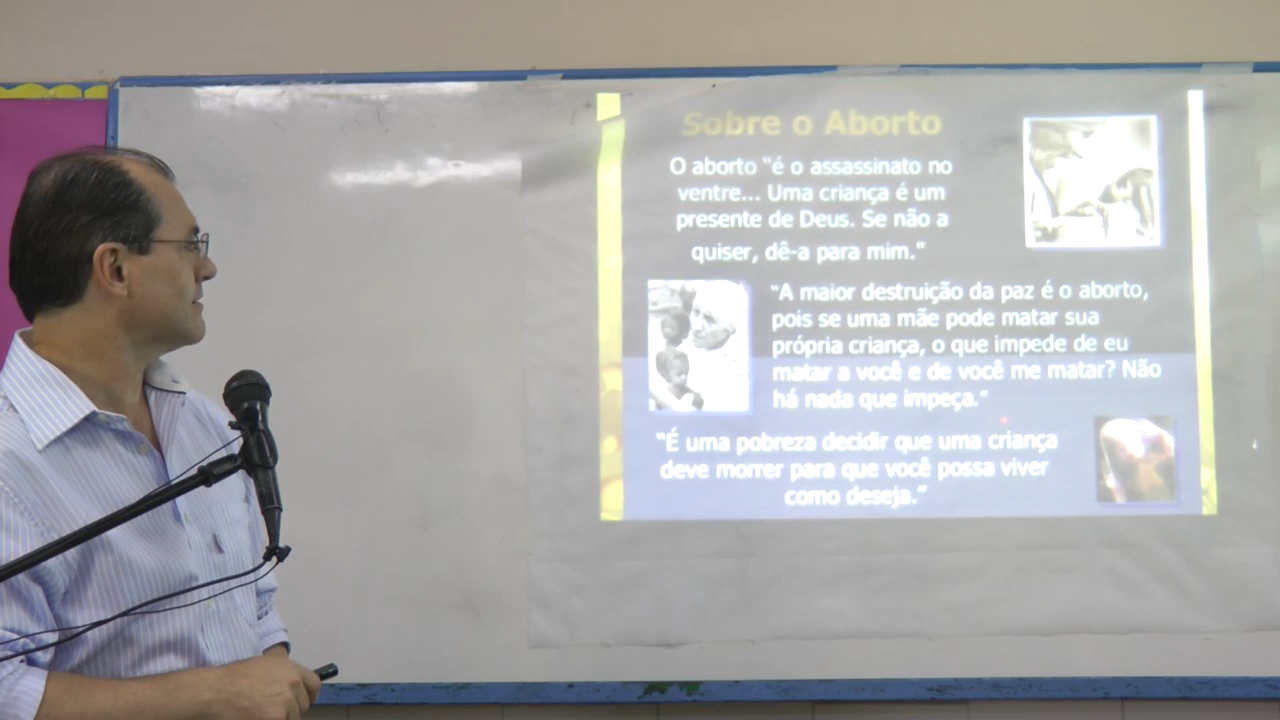 Sobre o Aborto
O aborto “é o assassinato no
ventre... Uma criança é um
presente de Deus. Se não a
quiser, dê-a para mim.”
“A maior destruição da paz é o aborto,
pois se uma mãe pode matar sua
própria criança, o que impede de eu
matar a você e de você me matar? Não
há nada que impeça.”
“É uma pobreza decidir que uma criança
deve morrer para que você possa viver
como deseja.”